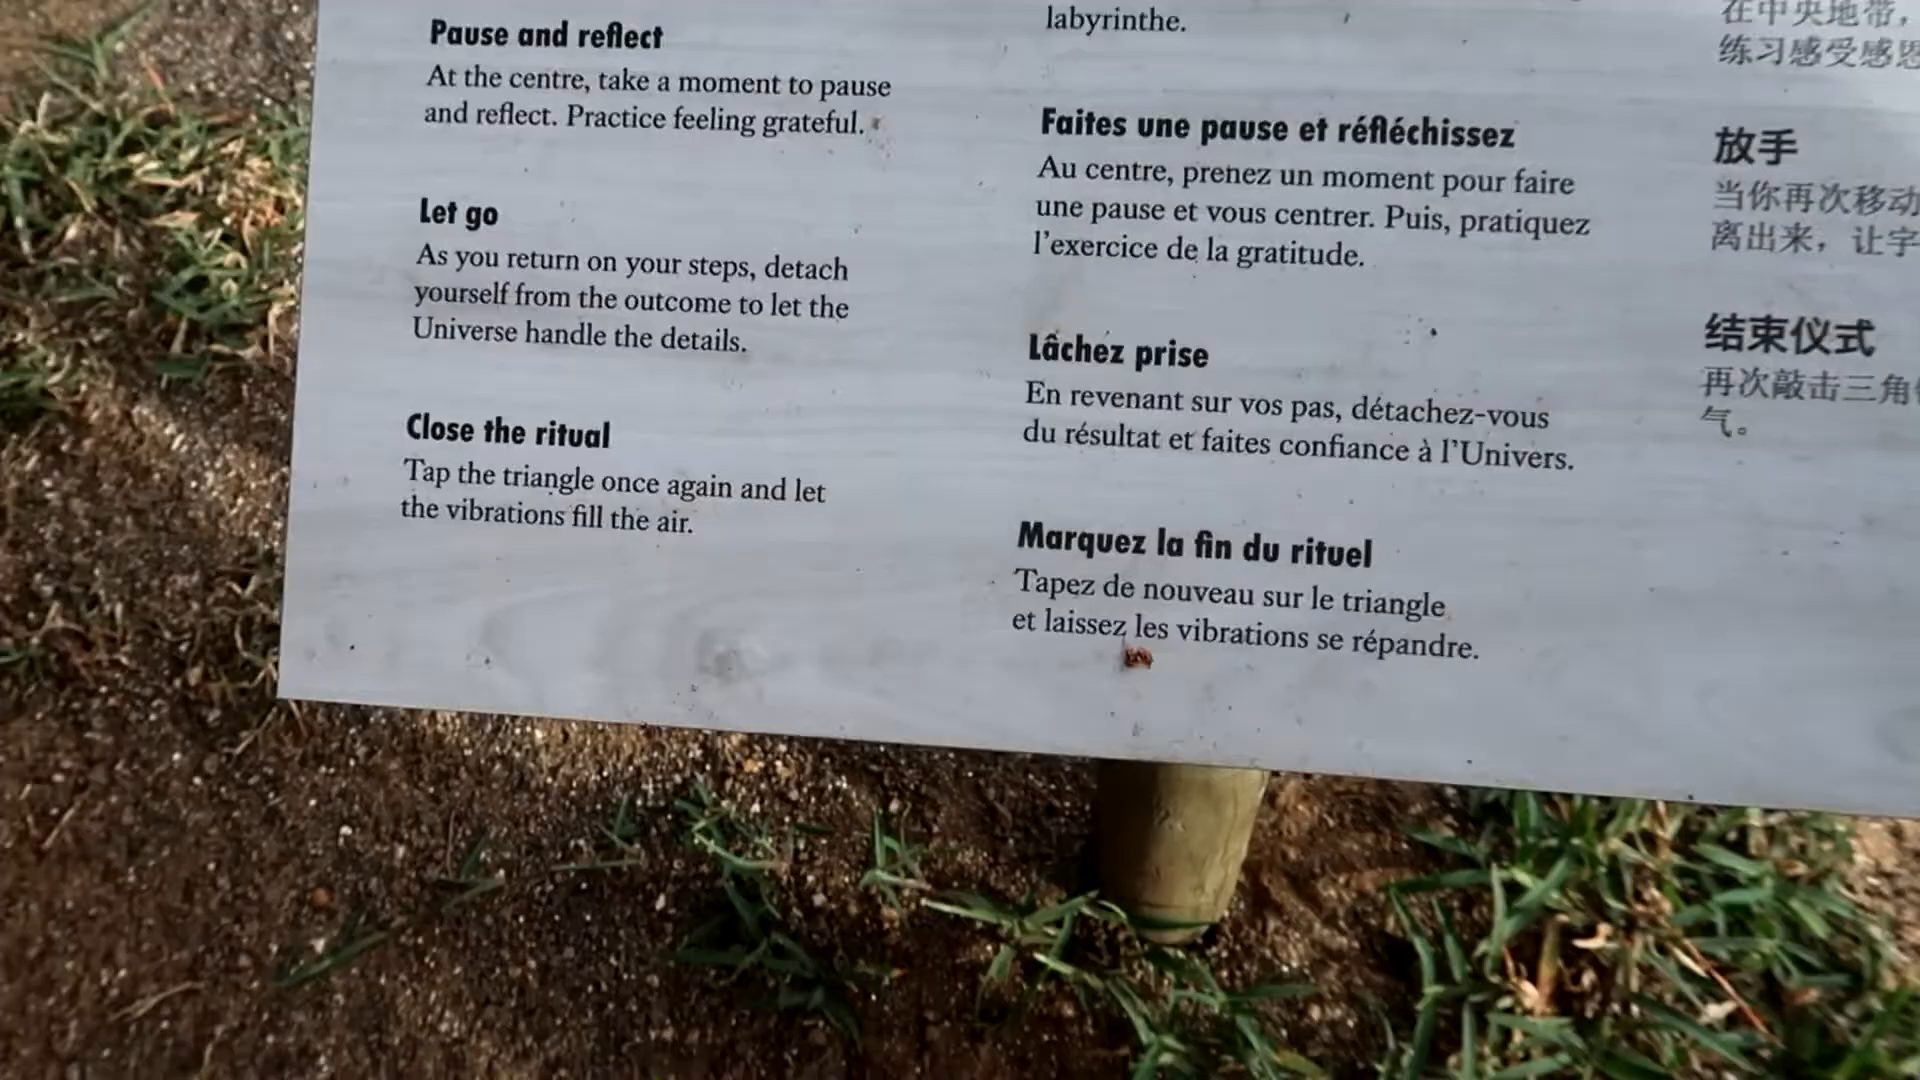 Pause and reflect
At the centre, take a moment to pause
and reflect. Practice feeling grateful.
Let go
As you return on your steps, detach
yourself from the outcome to let the
Universe handle the details.
Close the ritual
Tap the triangle once again and let
the vibrations fill the air.
labyrinthe.
Faites une pause et réfléchissez
Au centre, prenez un moment pour faire
une pause et vous centrer. Puis, pratiquez
l'exercice de la gratitude.
Lâchez prise
En revenant sur vos pas, détachez-vous
du résultat et faites confiance à l'Univers.
Marquez la fin du rituel
Tapez de nouveau sur le triangle
et laissez les vibrations se répandre.
在中央地带，
练习感受感恩
放手
当你再次移动
离出来，让宇
结束仪式
再次敲击三角
气。